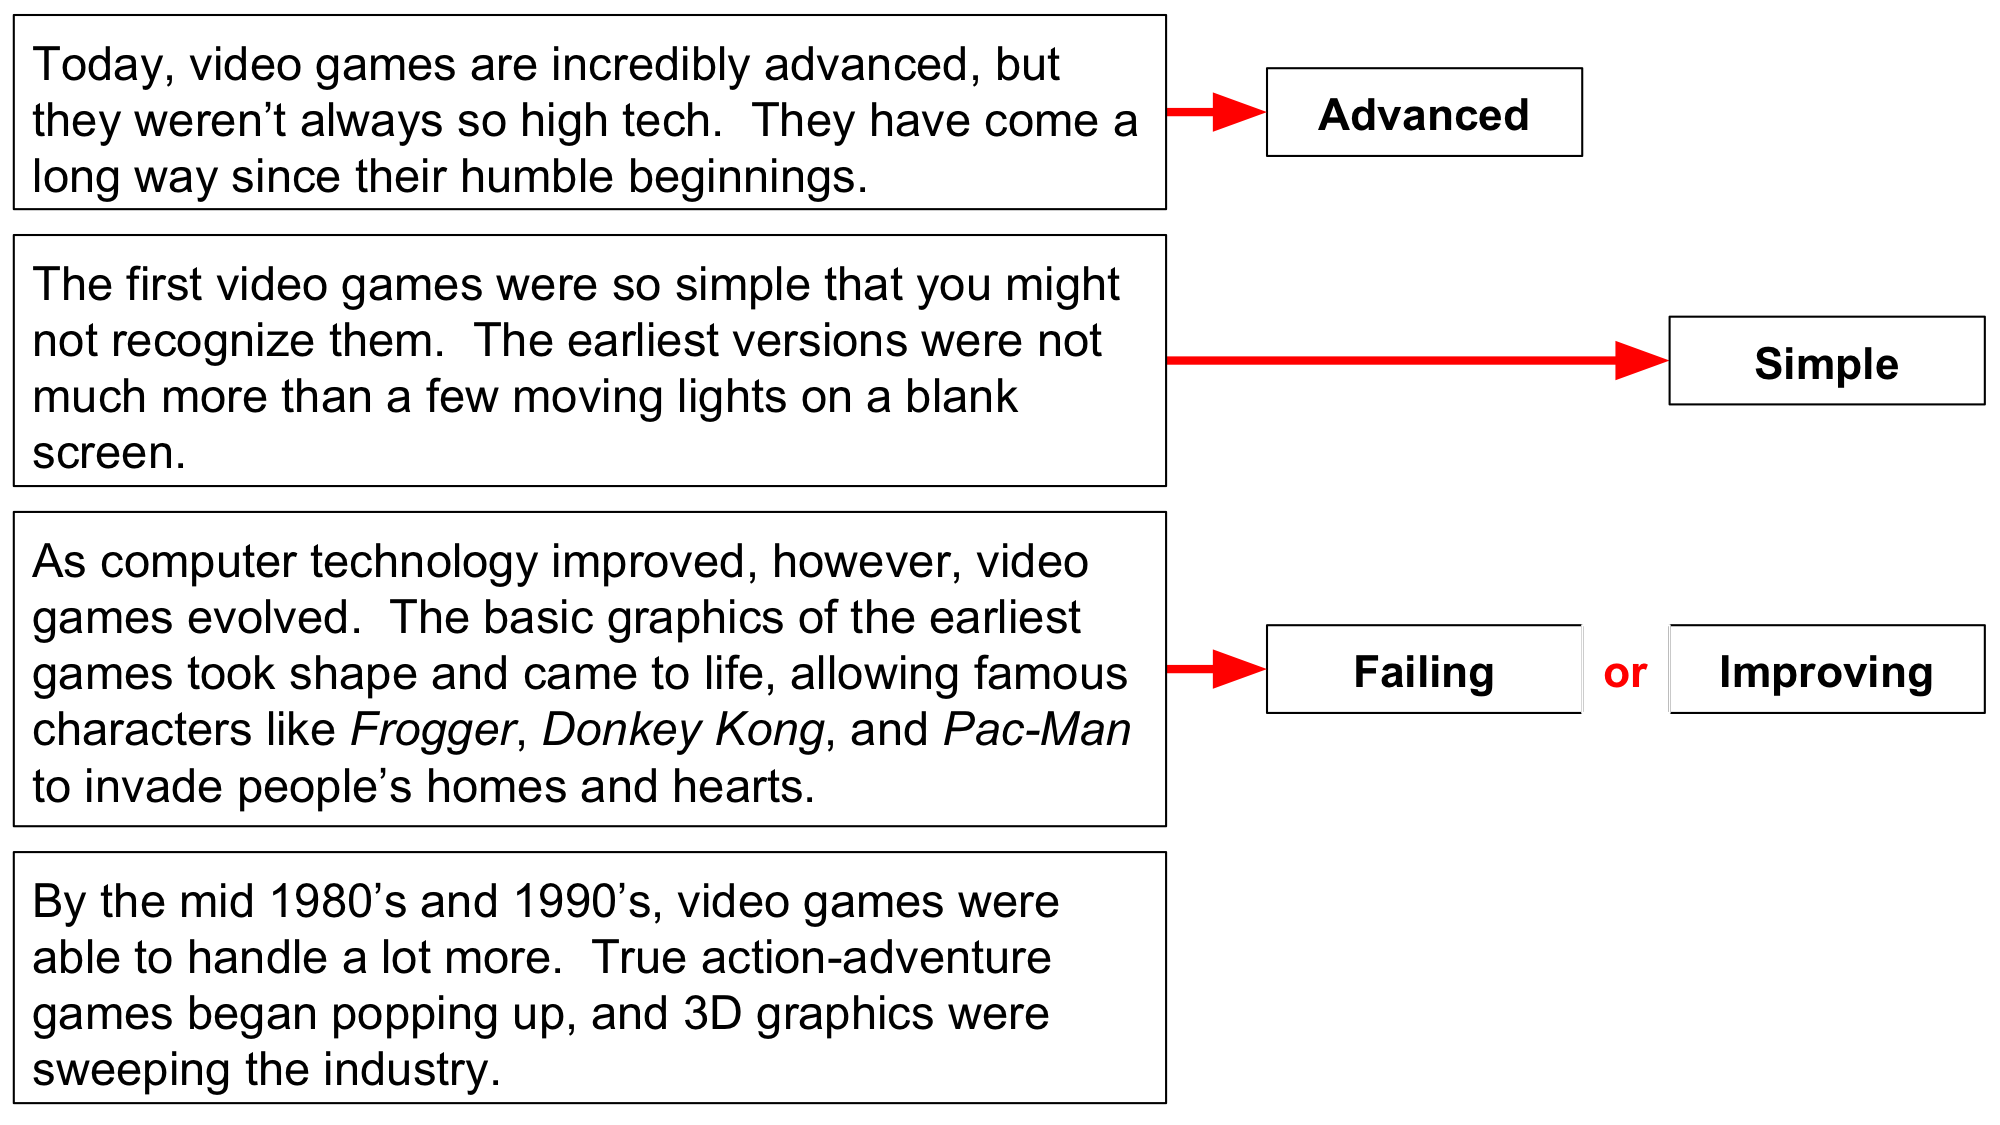 Today, video games are incredibly advanced, but
they weren’t always so high tech.  They have come a
long way since their humble beginnings.
Advanced
The first video games were so simple that you might
not recognize them.  The earliest versions were not
much more than a few moving lights on a blank
screen.
Simple
As computer technology improved, however, video
games evolved.  The basic graphics of the earliest
games took shape and came to life, allowing famous
characters like Frogger, Donkey Kong, and Pac-Man
to invade people’s homes and hearts.
Failing or Improving
By the mid 1980’s and 1990’s, video games were
able to handle a lot more.  True action-adventure
games began popping up, and 3D graphics were
sweeping the industry.